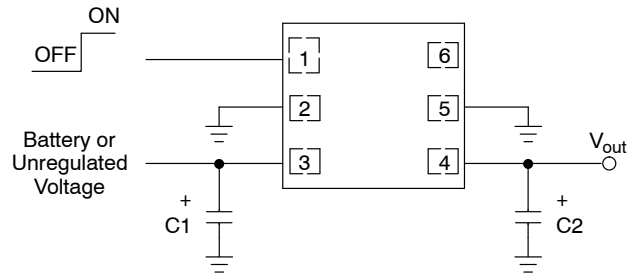 ON
OFF
1
6
2
5
Battery or
Unregulated
Voltage
3
4
Vout
+
C1
+
C2